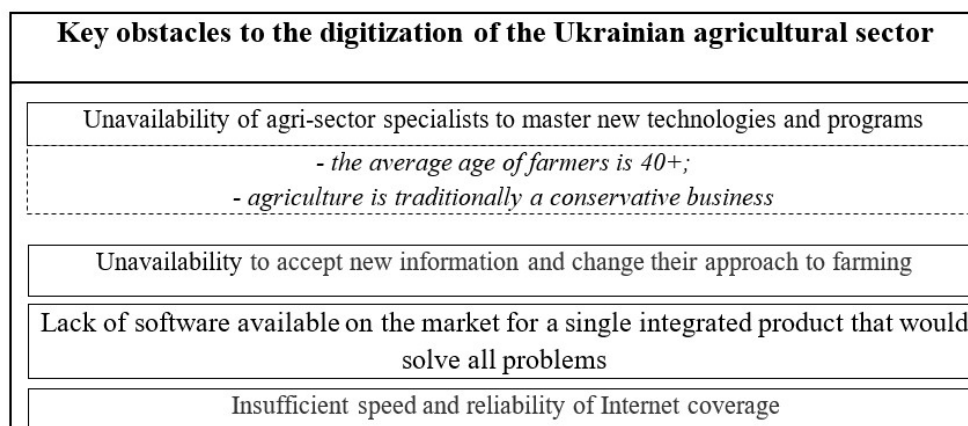 Key obstacles to the digitization of the Ukrainian agricultural sector
Unavailability of agri-sector specialists to master new technologies and programs
- the average age of farmers is 40+;
- agriculture is traditionally a conservative business
Unavailability to accept new information and change their approach to farming
Lack of software available on the market for a single integrated product that would
solve all problems
Insufficient speed and reliability of Internet coverage